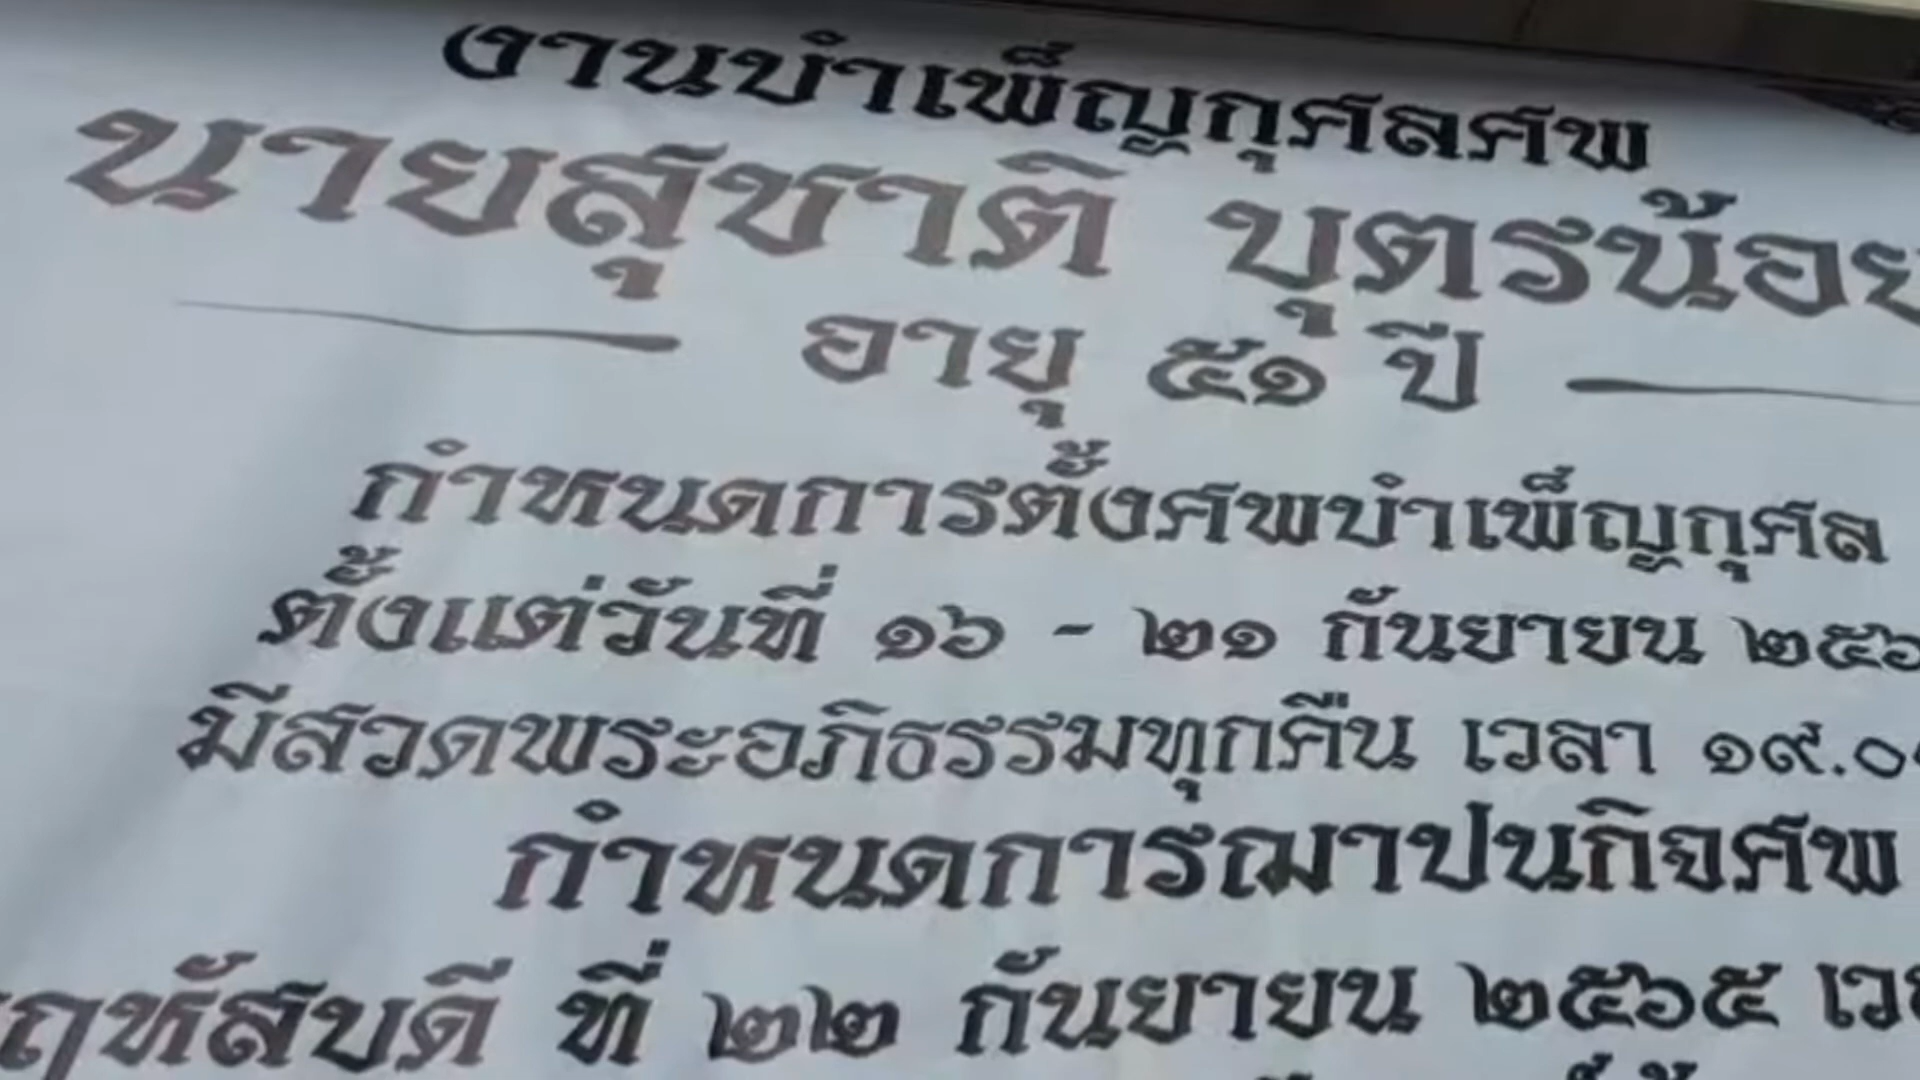 งานบำเพ็ญกุศลศพ
นายสุชาติ บุตรน้อย
— อายุ ๕๑ ปี —
กำหนดการตั้งศพบำเพ็ญกุศล
ตั้งแต่วันที่ ๑๖ - ๒๑ กันยายน ๒๕๖
มีสวดพระอภิธรรมทุกคืน เวลา ๑๙.๐
กำหนดการฌาปนกิจศพ
ฤหัสบดี ที่ ๒๒ กันยายน ๒๕๖๕ เว